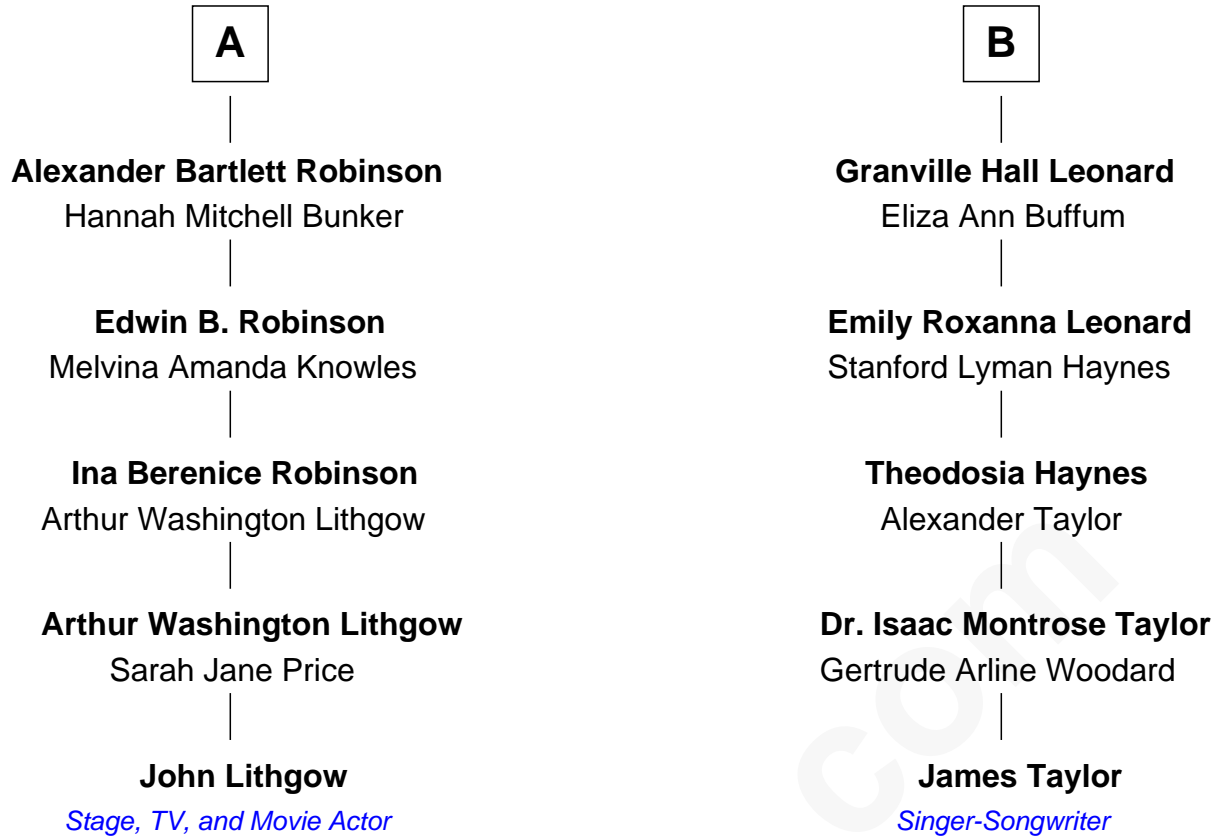 A
Alexander Bartlett Robinson
Hannah Mitchell Bunker
Edwin B. Robinson
Melvina Amanda Knowles
Ina Berenice Robinson
Arthur Washington Lithgow
Arthur Washington Lithgow
Sarah Jane Price
John Lithgow
Stage, TV, and Movie Actor
B
Granville Hall Leonard
Eliza Ann Buffum
Emily Roxanna Leonard
Stanford Lyman Haynes
Theodosia Haynes
Alexander Taylor
Dr. Isaac Montrose Taylor
Gertrude Arline Woodard
James Taylor
Singer-Songwriter
com